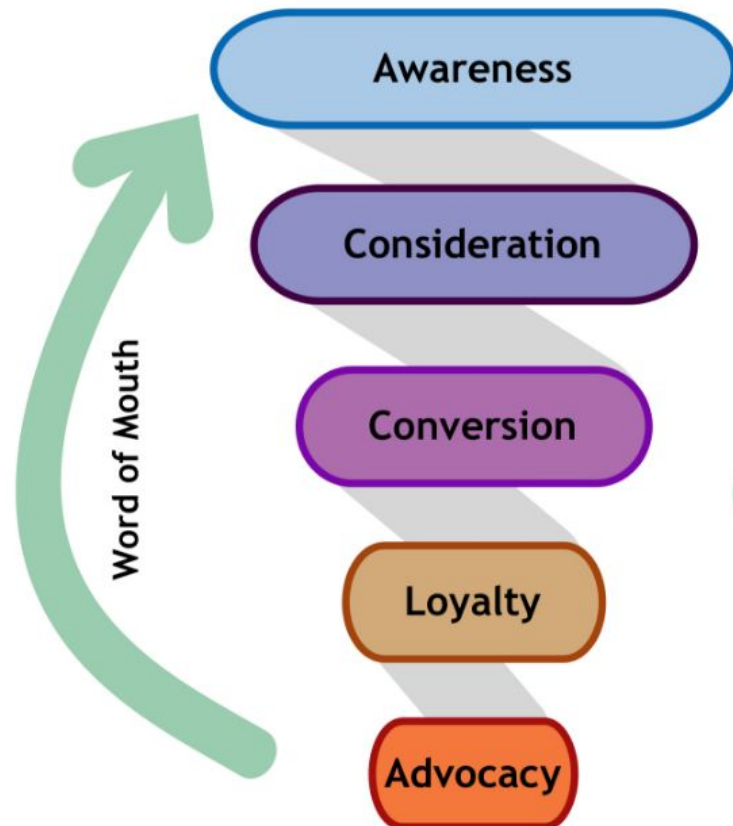 Awareness
Consideration
Conversion
Word of Mouth
Loyalty
Advocacy